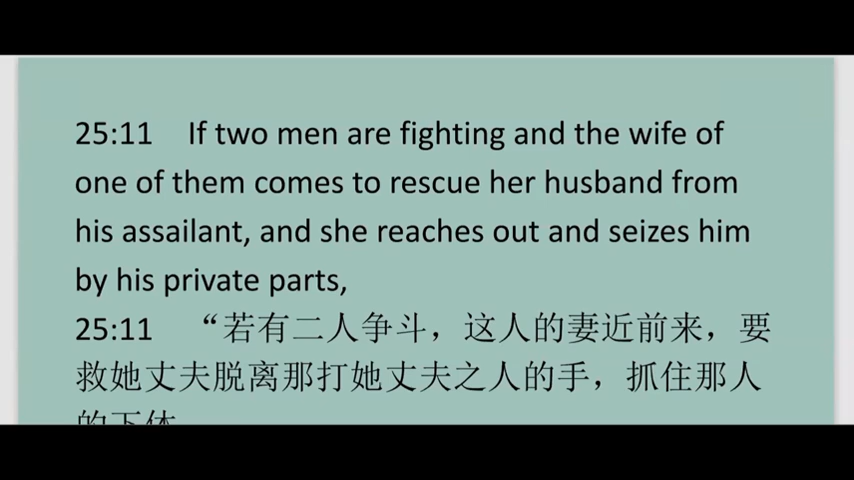 25:11 If two men are fighting and the wife of
one of them comes to rescue her husband from
his assailant, and she reaches out and seizes him
by his private parts,
25:11 “若有二人争斗，这人的妻近前来，要
救她丈夫脱离那打她丈夫之人的手，抓住那人
的下体